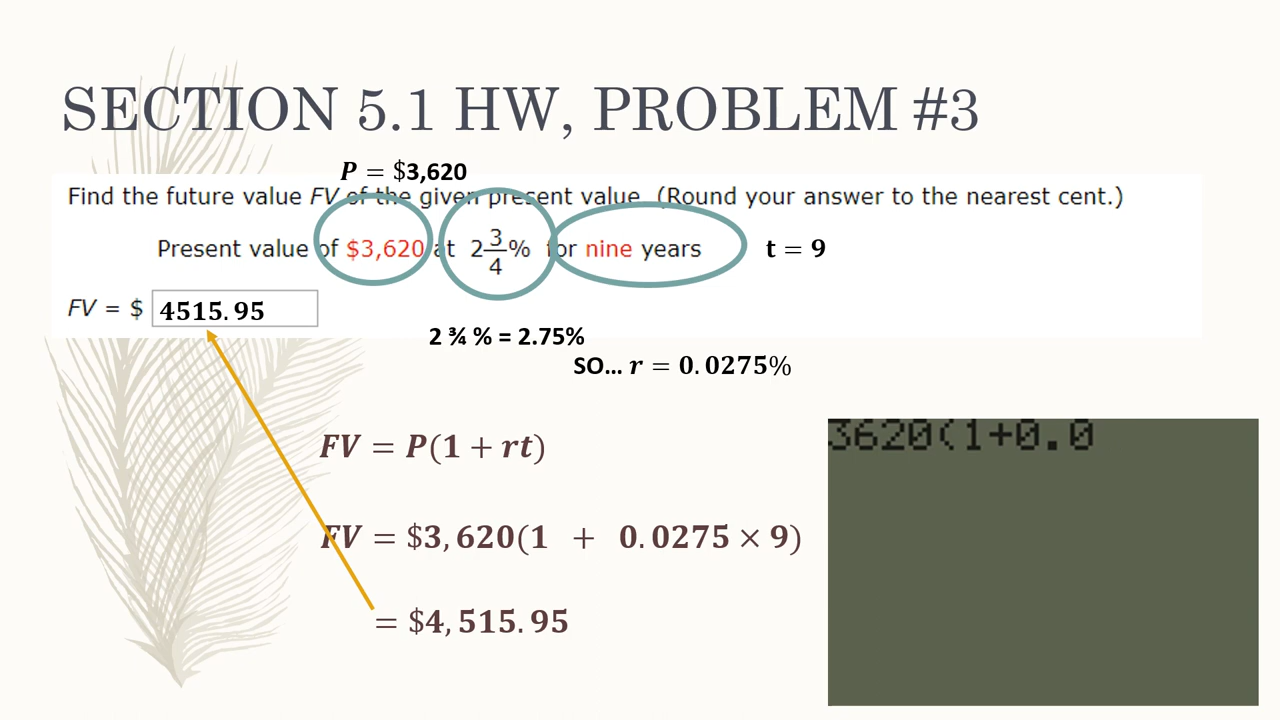 SECTION 5.1 HW, PROBLEM #3
P = $3,620
Find the future value FV of the given present value. (Round your answer to the nearest cent.)
Present value of $3,620 at 2 3/4 % for nine years t = 9
FV = $ 4515.95
2 ¾ % = 2.75%
SO... r = 0.0275%
FV = P(1 + rt)
3620(1+0.0
FV = $3,620(1 + 0.0275 × 9)
= $4,515.95